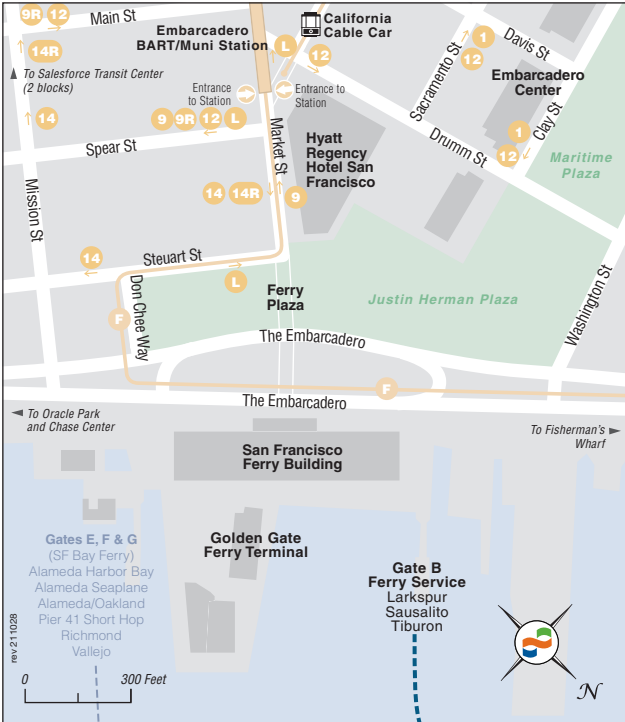 9R 12
Main St
Embarcadero
BART/Muni Station
L
California
Cable Car
12
Sacramento St
1
12
Davis St
Embarcadero
Center
14R
To Salesforce Transit Center
(2 blocks)
Entrance
to Station
Entrance to
Station
14
9 9R 12 L
Spear St
Market St
Hyatt
Regency
Hotel San
Francisco
Drumm St
1
12
Clay St
Maritime
Plaza
Mission St
14 14R
9
14
Steuart St
L
Don Chee Way
F
Ferry
Plaza
Justin Herman Plaza
Washington St
The Embarcadero
F
The Embarcadero
To Oracle Park
and Chase Center
To Fisherman's
Wharf
San Francisco
Ferry Building
Golden Gate
Ferry Terminal
Gates E, F & G
(SF Bay Ferry)
Alameda Harbor Bay
Alameda Seaplane
Alameda/Oakland
Pier 41 Short Hop
Richmond
Vallejo
Gate B
Ferry Service
Larkspur
Sausalito
Tiburon
rev 211028
0 300 Feet
N